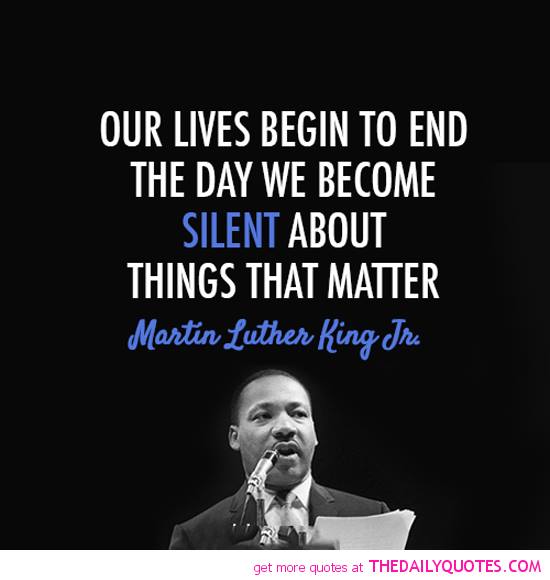 OUR LIVES BEGIN TO END
THE DAY WE BECOME
SILENT ABOUT
THINGS THAT MATTER
Martin Luther King Jr.
get more quotes at THEDAILYQUOTES.COM